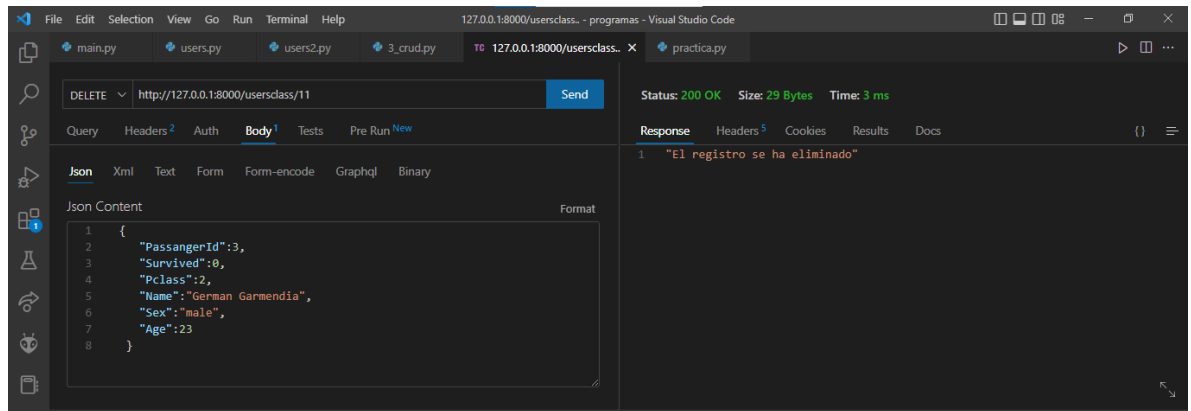 File Edit Selection View Go Run Terminal Help 127.0.0.1:8000/usersclass.. - programas - Visual Studio Code
main.py users.py users2.py 3_crud.py TC 127.0.0.1:8000/usersclass.. practica.py
DELETE http://127.0.0.1:8000/usersclass/11 Send
Status: 200 OK Size: 29 Bytes Time: 3 ms
Query Headers 2 Auth Body 1 Tests Pre Run New
Response Headers 5 Cookies Results Docs {}
1 "El registro se ha eliminado"
Json Xml Text Form Form-encode Graphql Binary
Json Content Format
1 {
2 "PassangerId":3,
3 "Survived":0,
4 "Pclass":2,
5 "Name":"German Garmendia",
6 "Sex":"male",
7 "Age":23
8 }
1